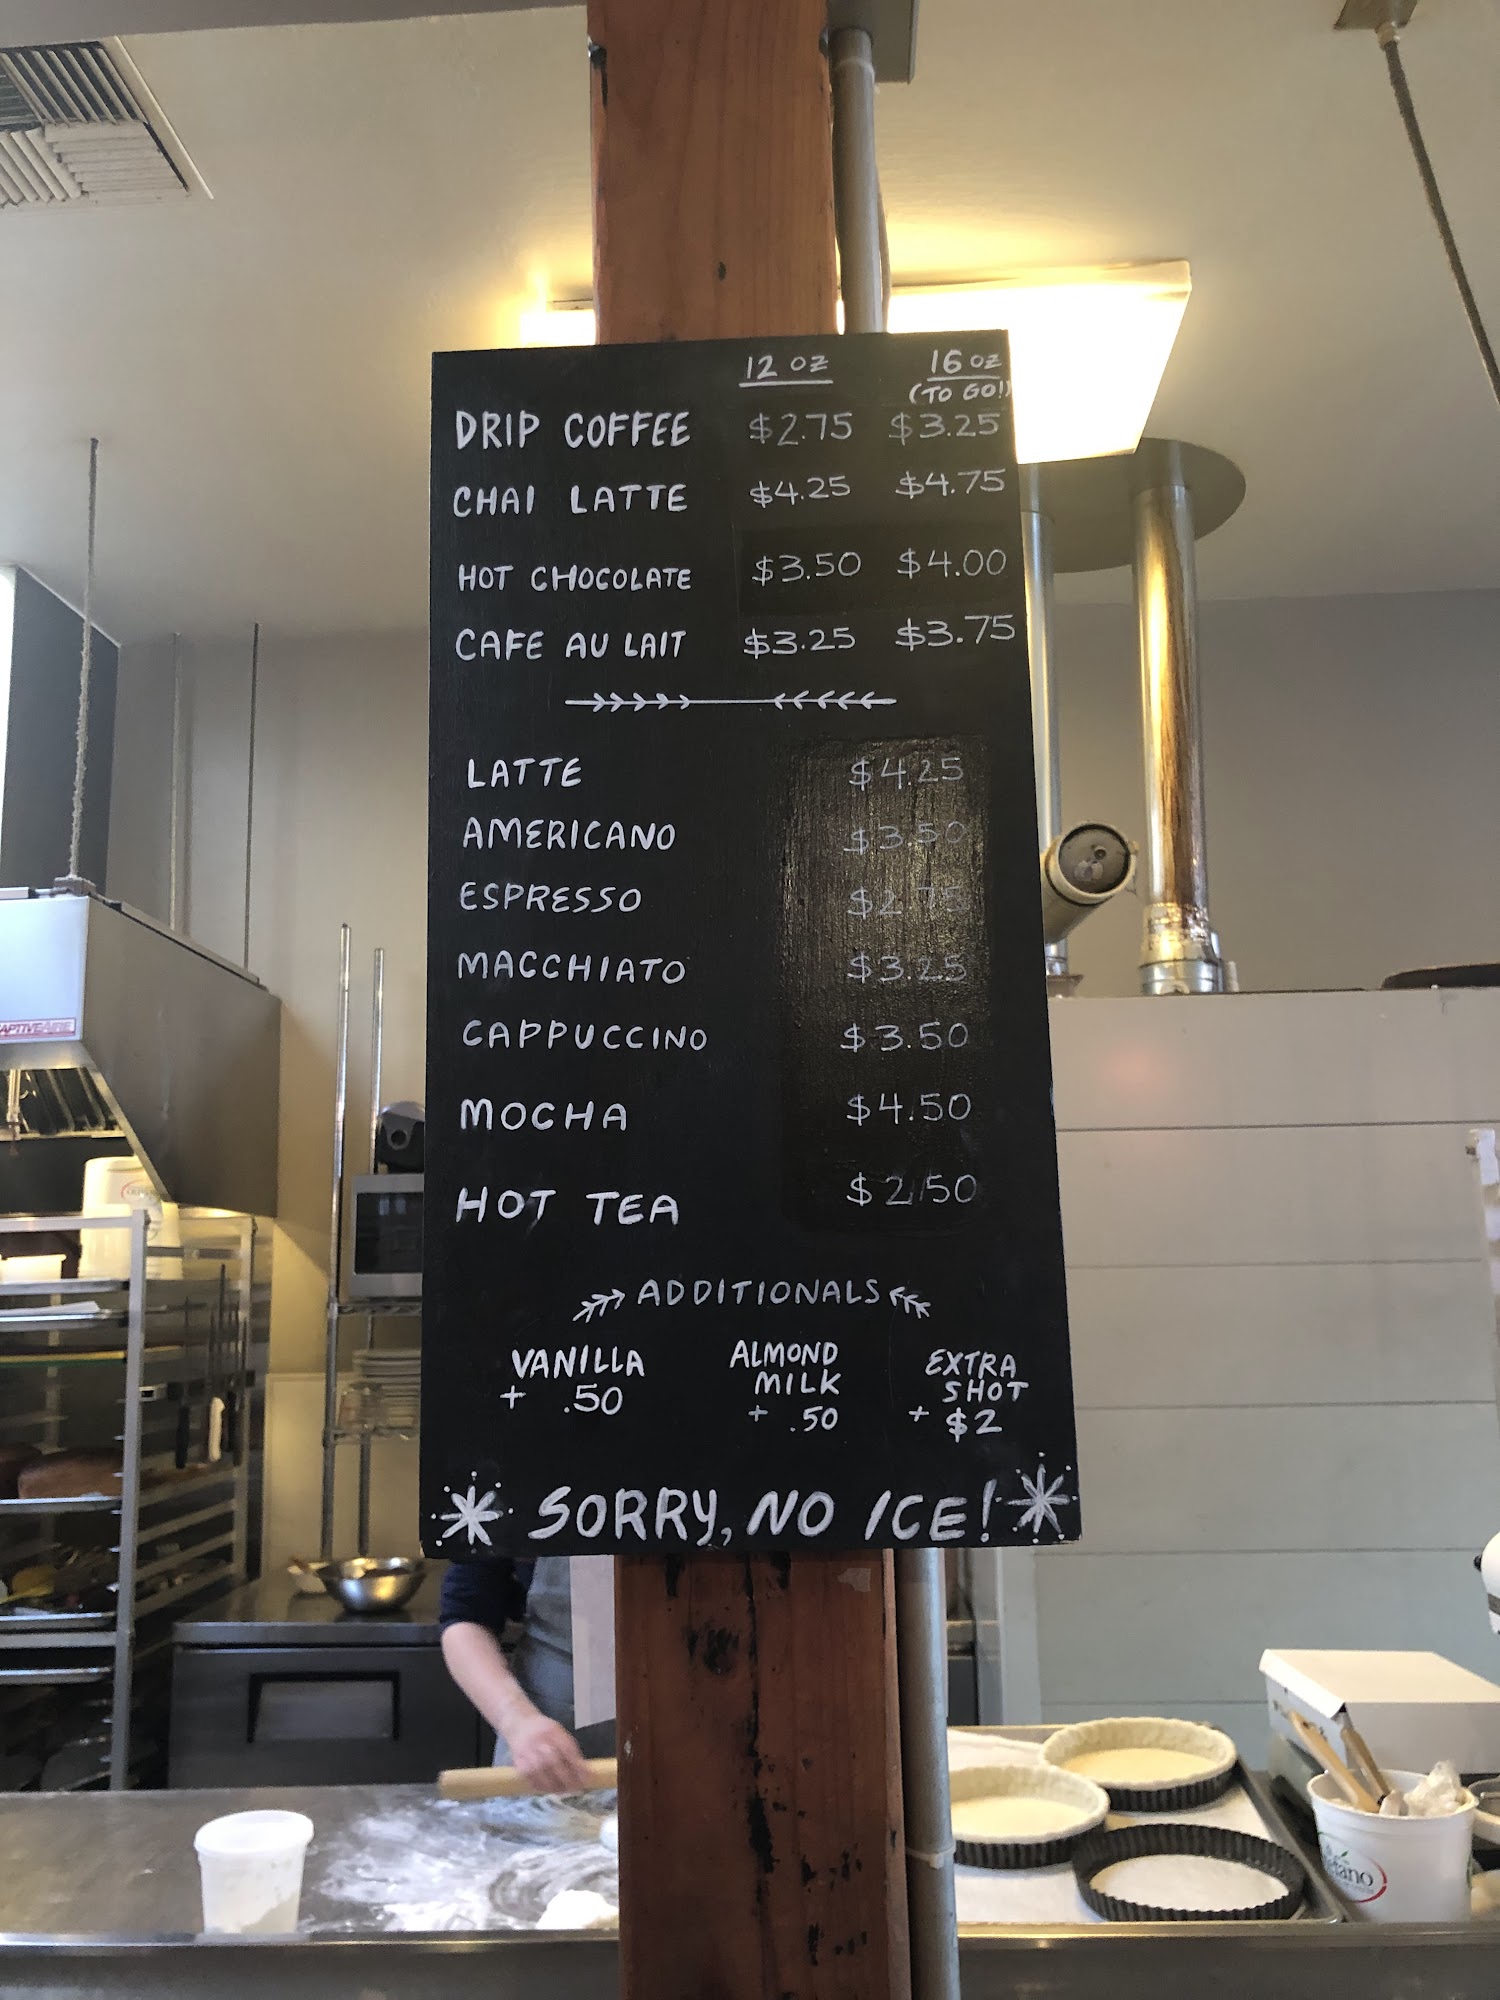 12 OZ 16 OZ
(TO GO!)
DRIP COFFEE $2.75 $3.25
CHAI LATTE $4.25 $4.75
HOT CHOCOLATE $3.50 $4.00
CAFE AU LAIT $3.25 $3.75
LATTE $4.25
AMERICANO $3.50
ESPRESSO $2.75
MACCHIATO $3.25
CAPPUCCINO $3.50
MOCHA $4.50
HOT TEA $2.50
ADDITIONALS
VANILLA
+ .50
ALMOND
MILK
+ .50
EXTRA
SHOT
+ $2
SORRY, NO ICE!